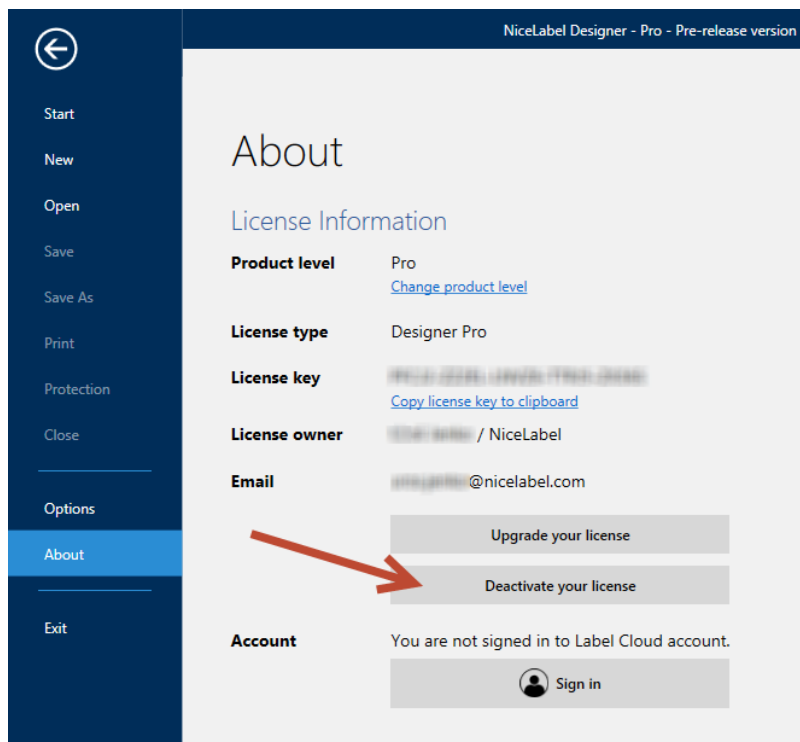 NiceLabel Designer - Pro - Pre-release version
Start
New
Open
Save
Save As
Print
Protection
Close
Options
About
Exit
About
License Information
Product level Pro
Change product level
License type Designer Pro
License key
Copy license key to clipboard
License owner / NiceLabel
Email @nicelabel.com
Upgrade your license
Deactivate your license
Account You are not signed in to Label Cloud account.
Sign in